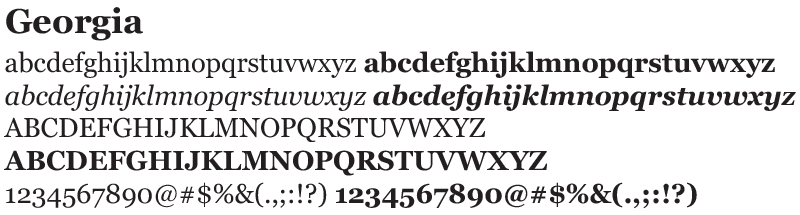 Georgia
abcdefghijklmnopqrstuvwxyz abcdefghijklmnopqrstuvwxyz
abcdefghijklmnopqrstuvwxyz abcdefghijklmnopqrstuvwxyz
ABCDEFGHIJKLMNOPQRSTUVWXYZ
ABCDEFGHIJKLMNOPQRSTUVWXYZ
1234567890@#$%&(.,;:!?) 1234567890@#$%&(.,;:!?)